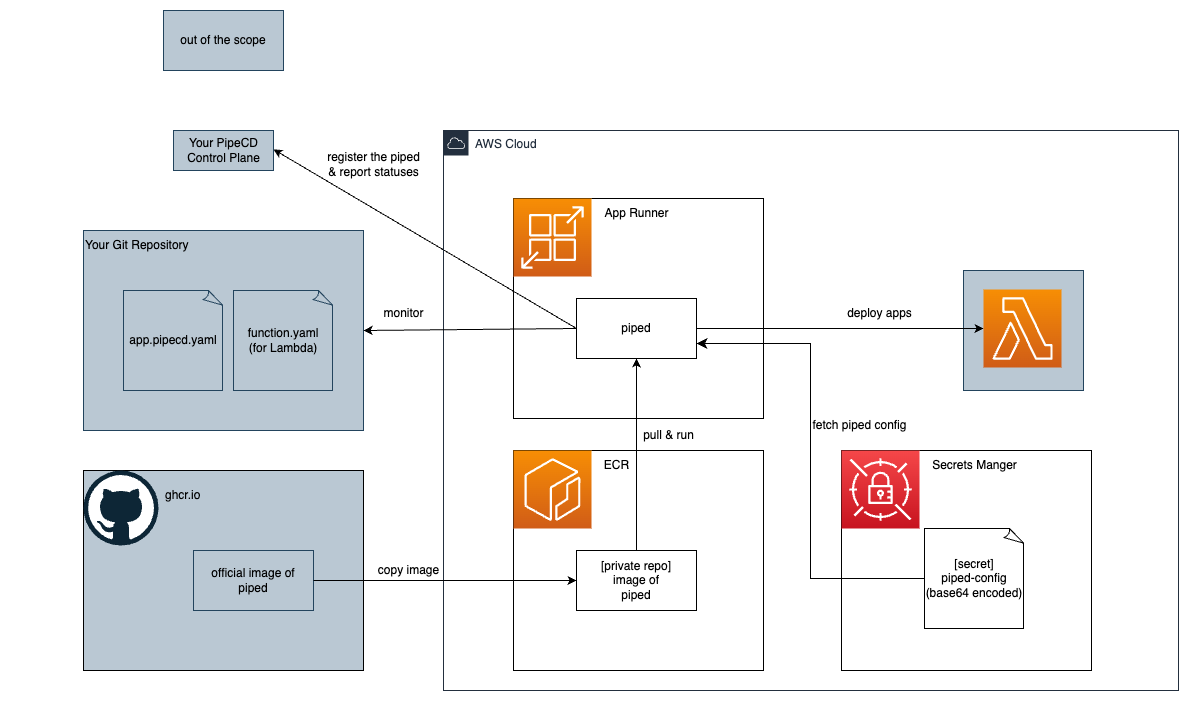 out of the scope
Your PipeCD
Control Plane
register the piped
& report statuses
AWS Cloud
App Runner
Your Git Repository
app.pipecd.yaml
function.yaml
(for Lambda)
monitor
piped
deploy apps
fetch piped config
pull & run
ECR
Secrets Manger
ghcr.io
official image of
piped
copy image
[private repo]
image of
piped
[secret]
piped-config
(base64 encoded)